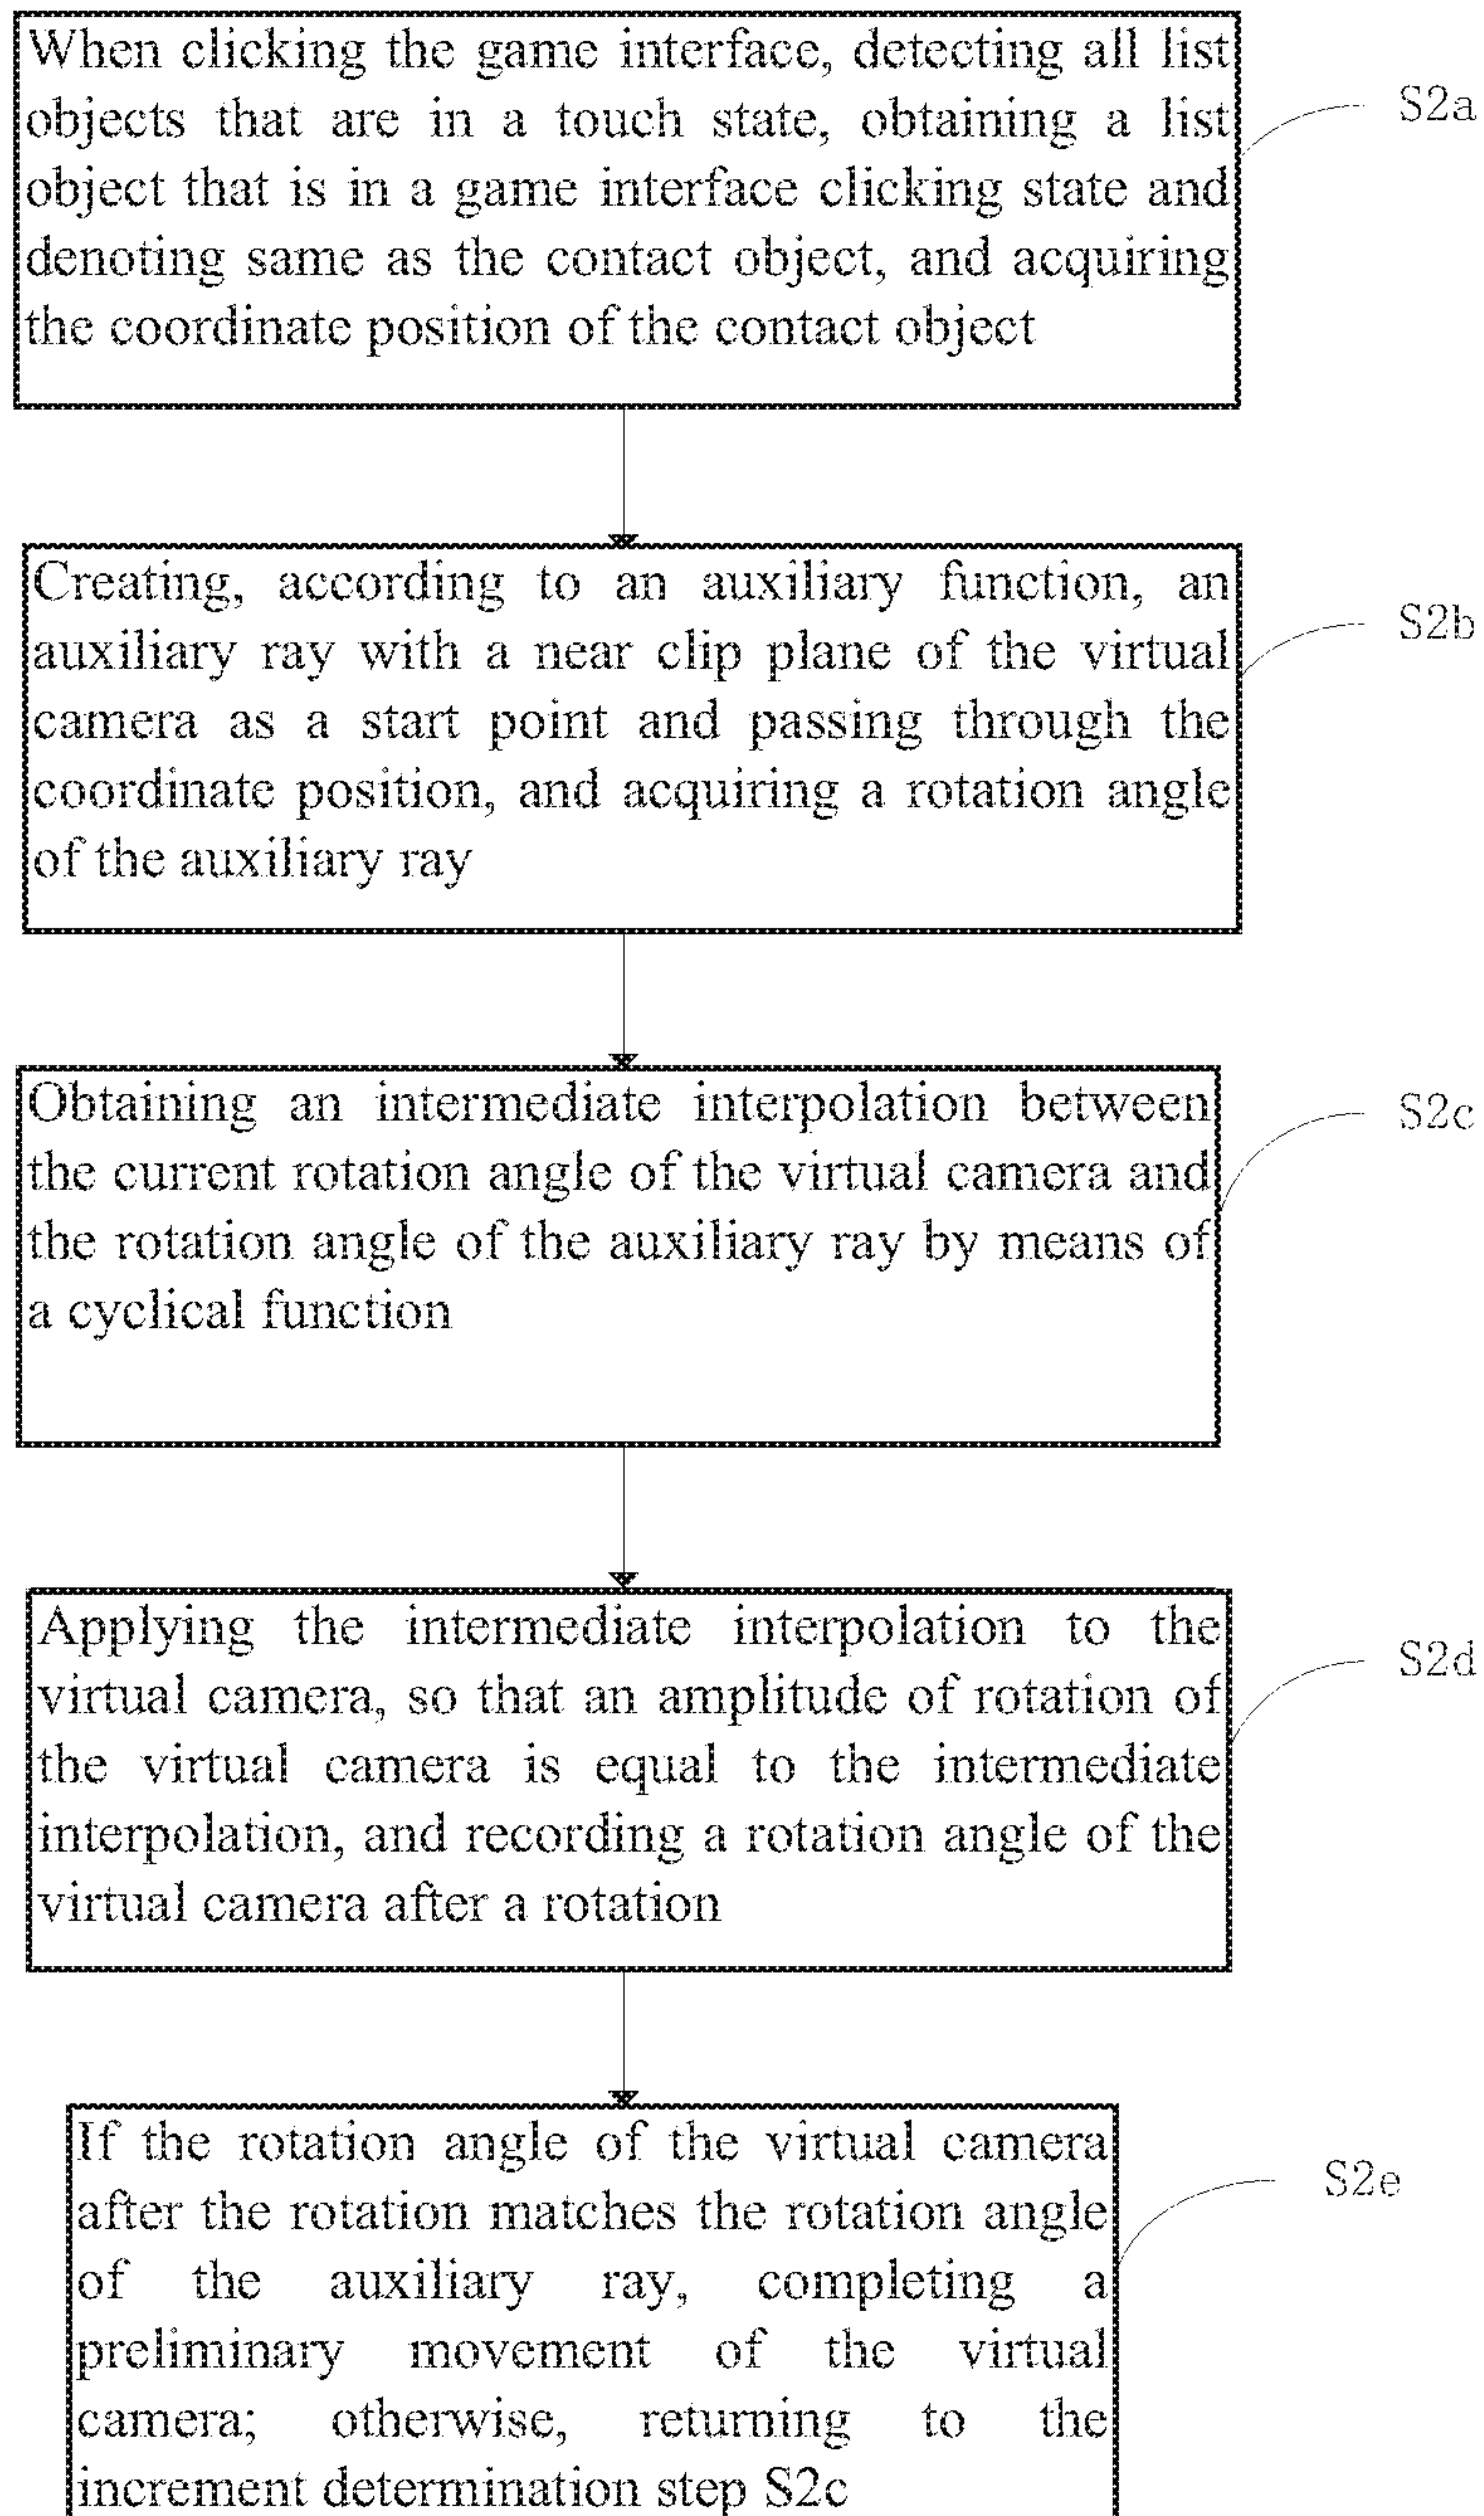 When clicking the game interface, detecting all list
objects that are in a touch state, obtaining a list
object that is in a game interface clicking state and
denoting same as the contact object, and acquiring
the coordinate position of the contact object
S2a
Creating, according to an auxiliary function, an
auxiliary ray with a near clip plane of the virtual
camera as a start point and passing through the
coordinate position, and acquiring a rotation angle
of the auxiliary ray
S2b
Obtaining an intermediate interpolation between
the current rotation angle of the virtual camera and
the rotation angle of the auxiliary ray by means of
a cyclical function
S2c
Applying the intermediate interpolation to the
virtual camera, so that an amplitude of rotation of
the virtual camera is equal to the intermediate
interpolation, and recording a rotation angle of the
virtual camera after a rotation
S2d
If the rotation angle of the virtual camera
after the rotation matches the rotation angle
of the auxiliary ray, completing a
preliminary movement of the virtual
camera; otherwise, returning to the
increment determination step S2c
S2e